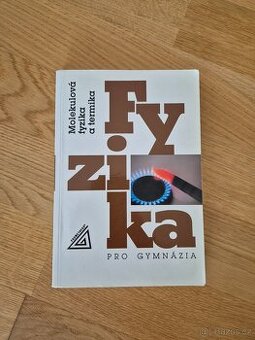 Molekulová
fyzika
a termika
Fy
zi
ka
PRO GYMNÁZIA